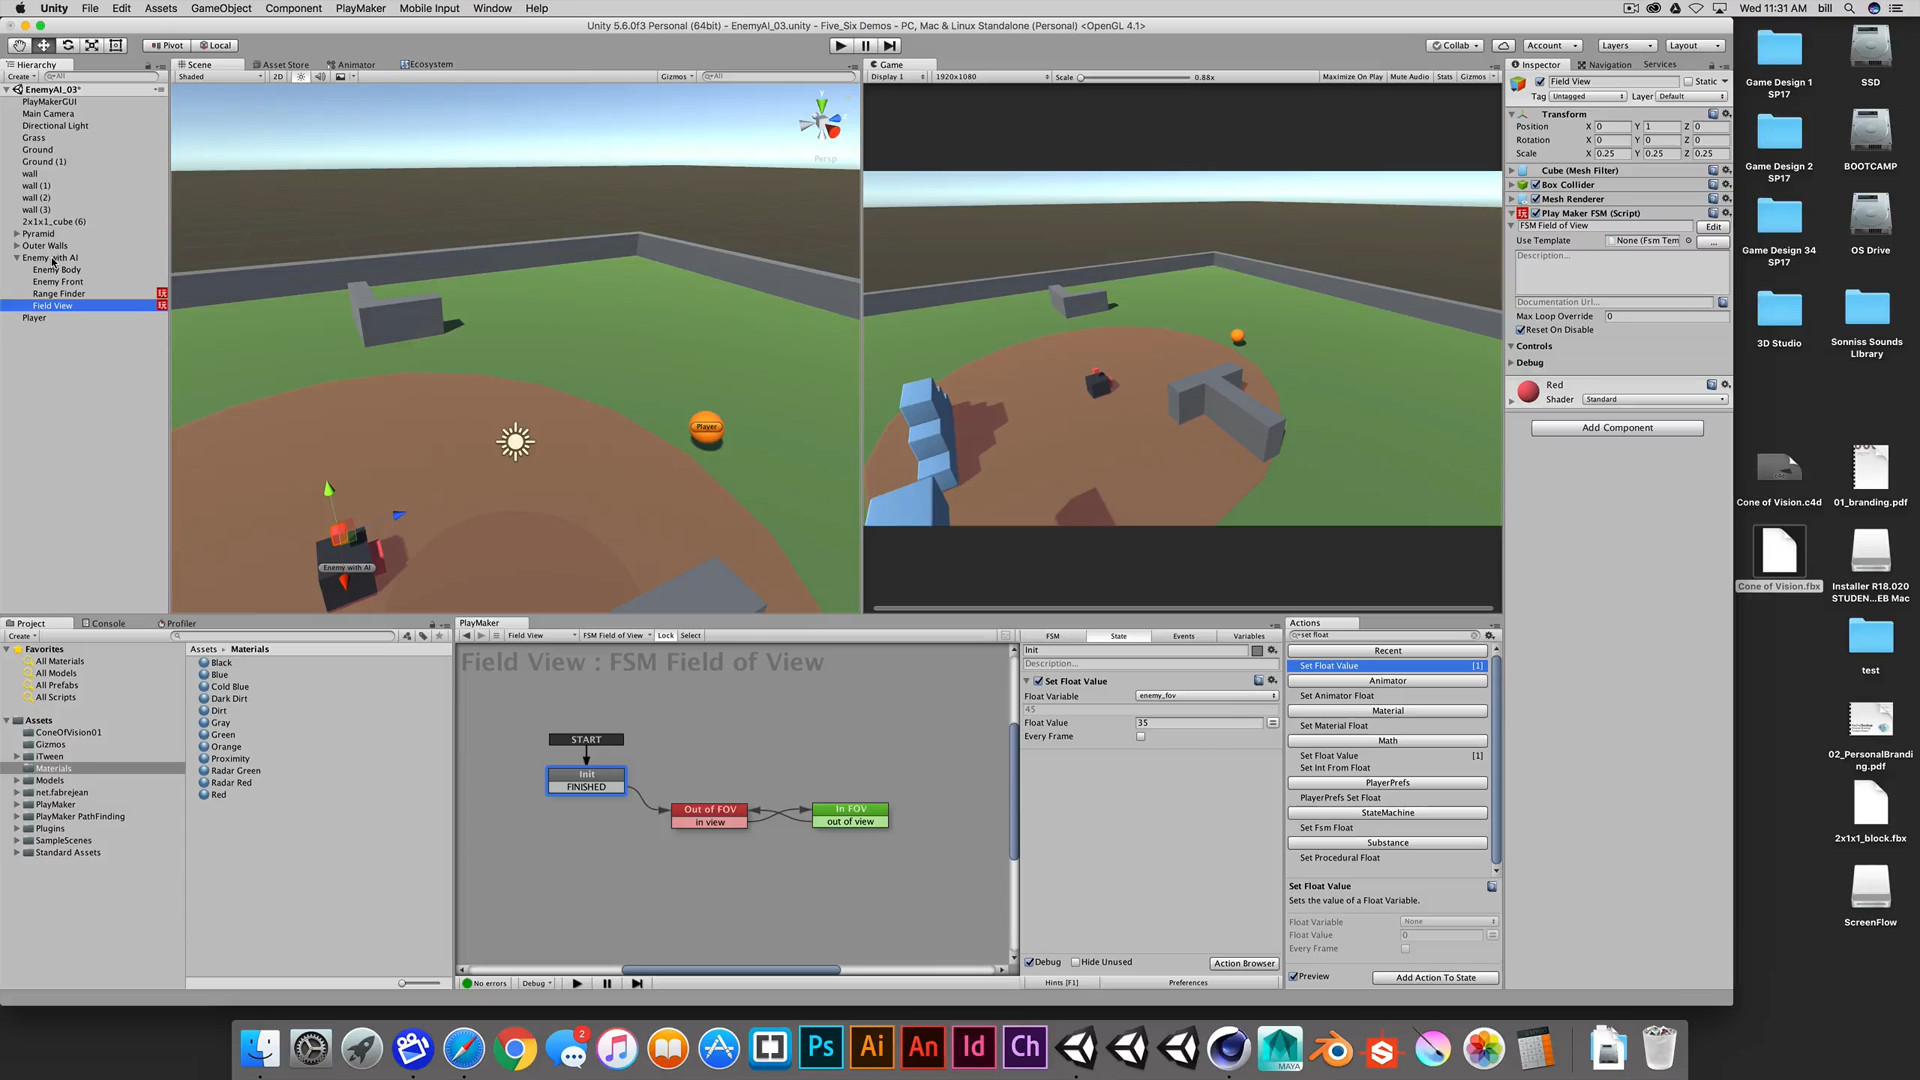 Unity File Edit Assets GameObject Component PlayMaker Mobile Input Window Help Wed 11:31 AM bill
Unity 5.6.0f3 Personal (64bit) - EnemyAI_03.unity - Five_Six Demos - PC, Mac & Linux Standalone (Personal) <OpenGL 4.1>
Pivot Local Collab Account Layers Layout
Hierarchy
Create All
EnemyAI_03*
PlayMakerGUI
Main Camera
Directional Light
Grass
Ground
Ground (1)
wall
wall (1)
wall (2)
wall (3)
2x1x1_cube (6)
Pyramid
Outer Walls
Enemy with AI
Enemy Body
Enemy Front
Range Finder
Field View
Player
Scene Asset Store Animator Ecosystem
Shaded 2D Gizmos All
Y
Persp
Player
Enemy with AI
Game
Display 1 1920x1080 Scale 0.88x Maximize On Play Mute Audio Stats Gizmos
Inspector Navigation Services
Field View Static
Tag Untagged Layer Default
Transform
Position X 0 Y 1 Z 0
Rotation X 0 Y 0 Z 0
Scale X 0.25 Y 0.25 Z 0.25
Cube (Mesh Filter)
Box Collider
Mesh Renderer
Play Maker FSM (Script)
FSM Field of View Edit
Use Template None (Fsm Tem ...
Description...
Documentation Url...
Max Loop Override 0
Reset On Disable
Controls
Debug
Red
Shader Standard
Add Component
Project Console Profiler
Create
Favorites
All Materials
All Models
All Prefabs
All Scripts
Assets
ConeOfVision01
Gizmos
iTween
Materials
Models
net.fabrejean
PlayMaker
PlayMaker PathFinding
Plugins
SampleScenes
Standard Assets
Assets Materials
Black
Blue
Cold Blue
Dark Dirt
Dirt
Gray
Green
Orange
Proximity
Radar Green
Radar Red
Red
PlayMaker
Field View FSM Field of View Lock Select
Field View : FSM Field of View
START
Init
FINISHED
Out of FOV
in view
In FOV
out of view
No errors Debug
FSM State Events Variables
Init
Description...
Set Float Value
Float Variable enemy_fov
45
Float Value 35
Every Frame
Debug Hide Unused Action Browser
Hints [F1] Preferences
Actions
set float
Recent
Set Float Value [1]
Animator
Set Animator Float
Material
Set Material Float
Math
Set Float Value [1]
Set Int From Float
PlayerPrefs
PlayerPrefs Set Float
StateMachine
Set Fsm Float
Substance
Set Procedural Float
Set Float Value
Sets the value of a Float Variable.
Float Variable None
Float Value 0
Every Frame
Preview Add Action To State
Game Design 1 SP17
SSD
Game Design 2 SP17
BOOTCAMP
Game Design 34 SP17
OS Drive
3D Studio
Sonniss Sounds LIbrary
Cone of Vision.c4d
01_branding.pdf
Cone of Vision.fbx
Installer R18.020 STUDEN...EB Mac
test
02_PersonalBranding.pdf
2x1x1_block.fbx
ScreenFlow
2
Ps Ai An Id Ch
MAYA